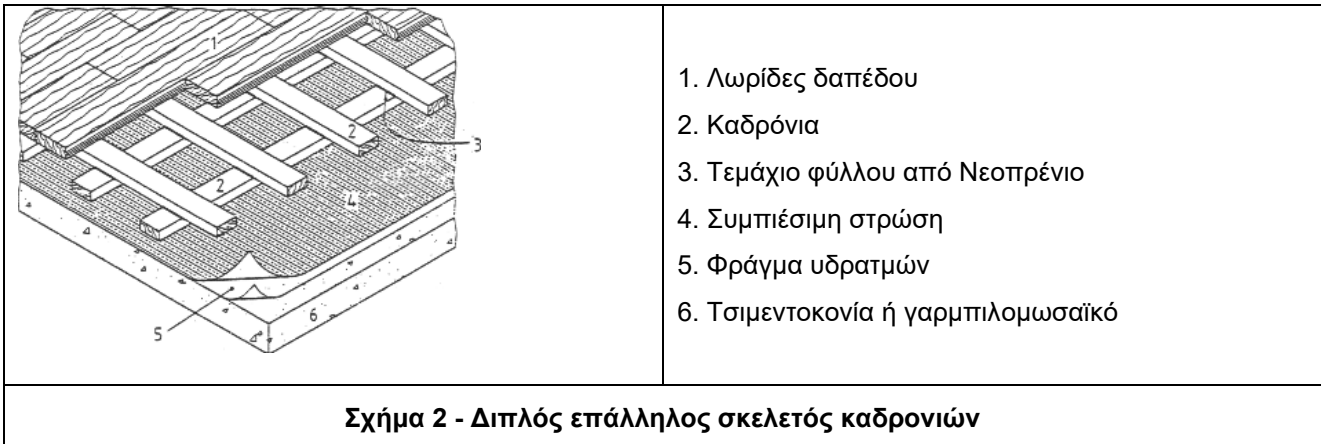 1
2
3
2
4
5
6
1. Λωρίδες δαπέδου
2. Καδρόνια
3. Τεμάχιο φύλλου από Νεοπρένιο
4. Συμπιέσιμη στρώση
5. Φράγμα υδρατμών
6. Τσιμεντοκονία ή γαρμπιλομωσαϊκό
Σχήμα 2 - Διπλός επάλληλος σκελετός καδρονιών